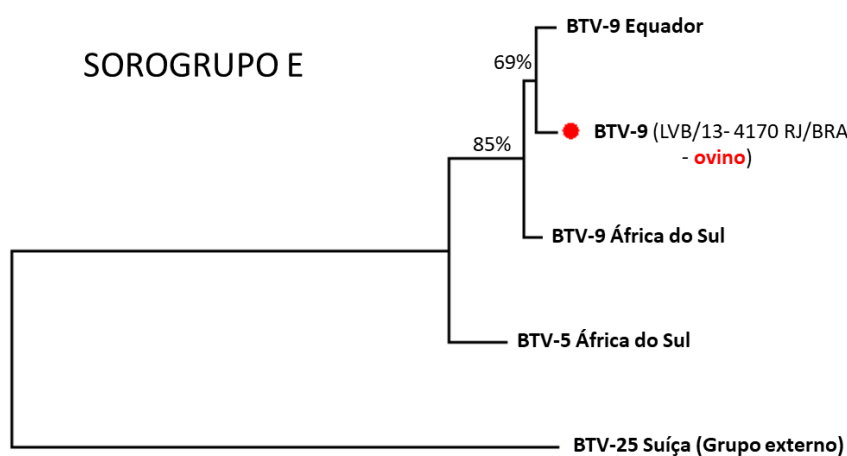 BTV-9 Equador
SOROGRUPO E
69%
BTV-9 (LVB/13- 4170 RJ/BRA
- ovino)
85%
BTV-9 África do Sul
BTV-5 África do Sul
BTV-25 Suíça (Grupo externo)